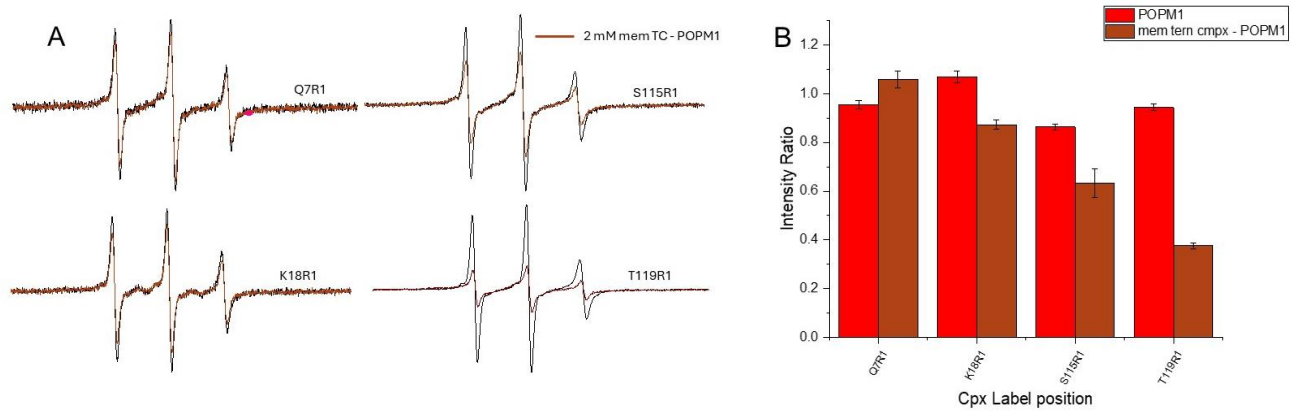 A
2 mM mem TC - POPM1
Q7R1
S115R1
K18R1
T119R1
B
POPM1
mem tern cmpx - POPM1
Intensity Ratio
1.2
1.0
0.8
0.6
0.4
0.2
0.0
Q7R1
K18R1
S115R1
T119R1
Cpx Label position